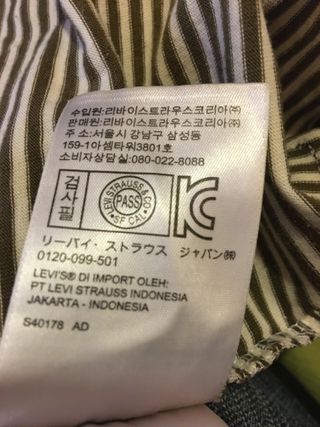 수입원:리바이스트라우스코리아㈜
판매원:리바이스트라우스코리아㈜
주소:서울시 강남구 삼성동
159-1아셈타워3801호
소비자상담:080-022-8088
검사필
LEVI STRAUSS & CO
PASS
SF CAL
KC
リーバイ・ストラウス ジャパン㈱
0120-099-501
LEVI'S® DI IMPORT OLEH:
PT LEVI STRAUSS INDONESIA
JAKARTA - INDONESIA
S40178 AD